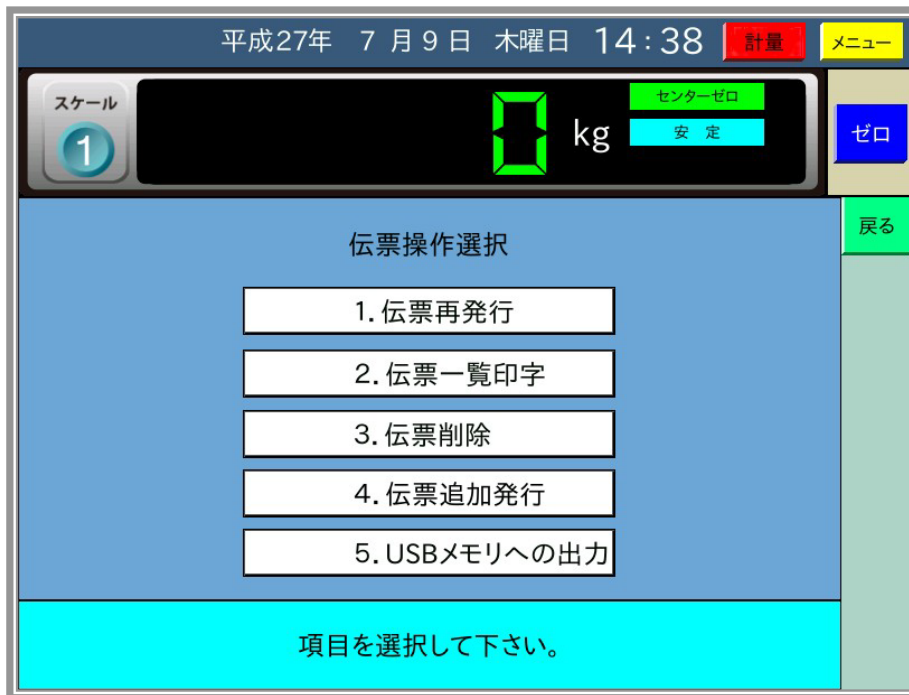 平成27年 7月9日 木曜日 14:38 計量 メニュー
スケール
1
0 kg
センターゼロ
安 定
ゼロ
戻る
伝票操作選択
1.伝票再発行
2.伝票一覧印字
3.伝票削除
4.伝票追加発行
5.USBメモリへの出力
項目を選択して下さい。